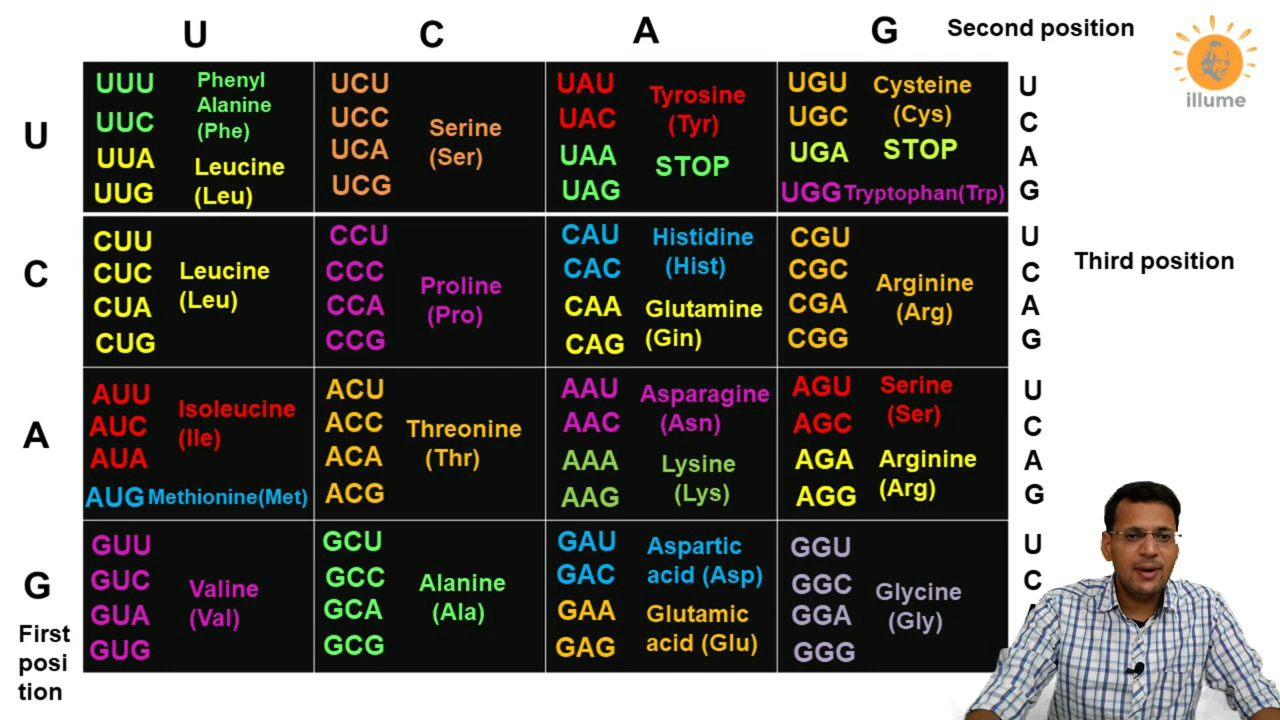 U
C
A
G
Second position
illume
U
UUU
UUC
UUA
UUG
Phenyl
Alanine
(Phe)
Leucine
(Leu)
UCU
UCC
UCA
UCG
Serine
(Ser)
UAU
UAC
UAA
UAG
Tyrosine
(Tyr)
STOP
UGU
UGC
UGA
UGG
Cysteine
(Cys)
STOP
Tryptophan(Trp)
U
C
A
G
C
CUU
CUC
CUA
CUG
Leucine
(Leu)
CCU
CCC
CCA
CCG
Proline
(Pro)
CAU
CAC
CAA
CAG
Histidine
(Hist)
Glutamine
(Gin)
CGU
CGC
CGA
CGG
Arginine
(Arg)
U
C
A
G
Third position
A
AUU
AUC
AUA
AUG
Isoleucine
(Ile)
Methionine(Met)
ACU
ACC
ACA
ACG
Threonine
(Thr)
AAU
AAC
AAA
AAG
Asparagine
(Asn)
Lysine
(Lys)
AGU
AGC
AGA
AGG
Serine
(Ser)
Arginine
(Arg)
U
C
A
G
G
First
posi
tion
GUU
GUC
GUA
GUG
Valine
(Val)
GCU
GCC
GCA
GCG
Alanine
(Ala)
GAU
GAC
GAA
GAG
Aspartic
acid (Asp)
Glutamic
acid (Glu)
GGU
GGC
GGA
GGG
Glycine
(Gly)
U
C